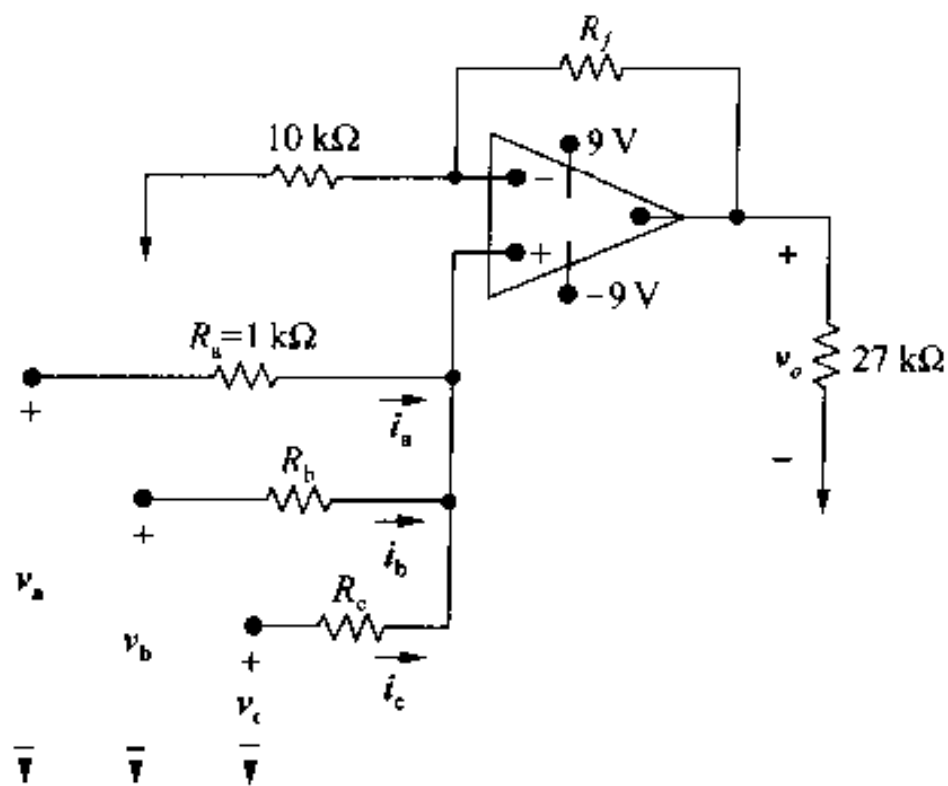 R_f
10 kΩ
9 V
−
+
−9 V
+
v_o
27 kΩ
−
R_a=1 kΩ
+
i_a
R_b
+
i_b
v_a
R_c
v_b
+
i_c
v_c
−
−
−